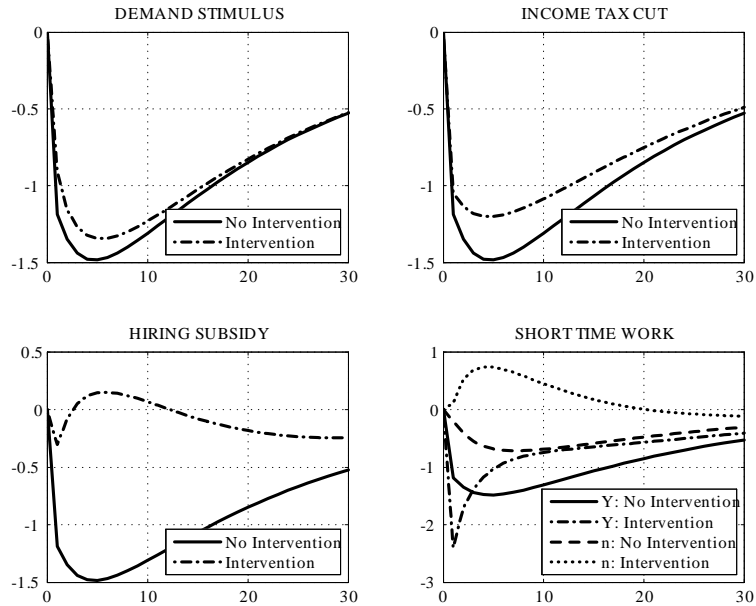 DEMAND STIMULUS
0
-0.5
-1
-1.5
0 10 20 30
No Intervention
Intervention
INCOME TAX CUT
0
-0.5
-1
-1.5
0 10 20 30
No Intervention
Intervention
HIRING SUBSIDY
0.5
0
-0.5
-1
-1.5
0 10 20 30
No Intervention
Intervention
SHORT TIME WORK
1
0
-1
-2
-3
0 10 20 30
Y: No Intervention
Y: Intervention
n: No Intervention
n: Intervention